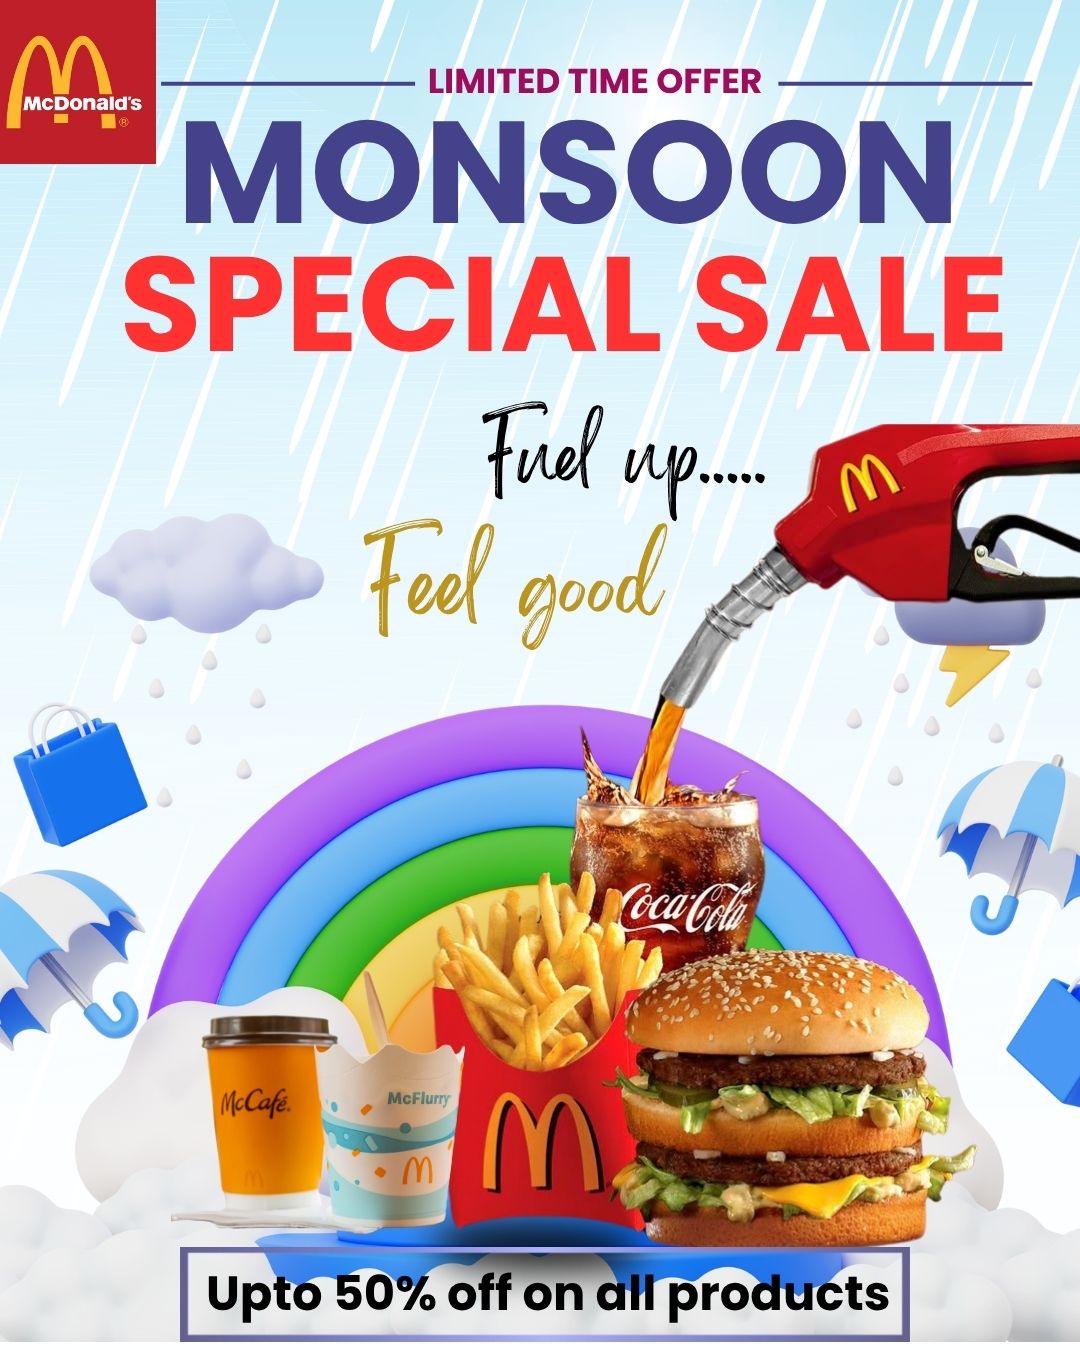 McDonald's
®
LIMITED TIME OFFER
MONSOON
SPECIAL SALE
Fuel up.....
Feel good
Coca-Cola
McCafé.
McFlurry
Upto 50% off on all products